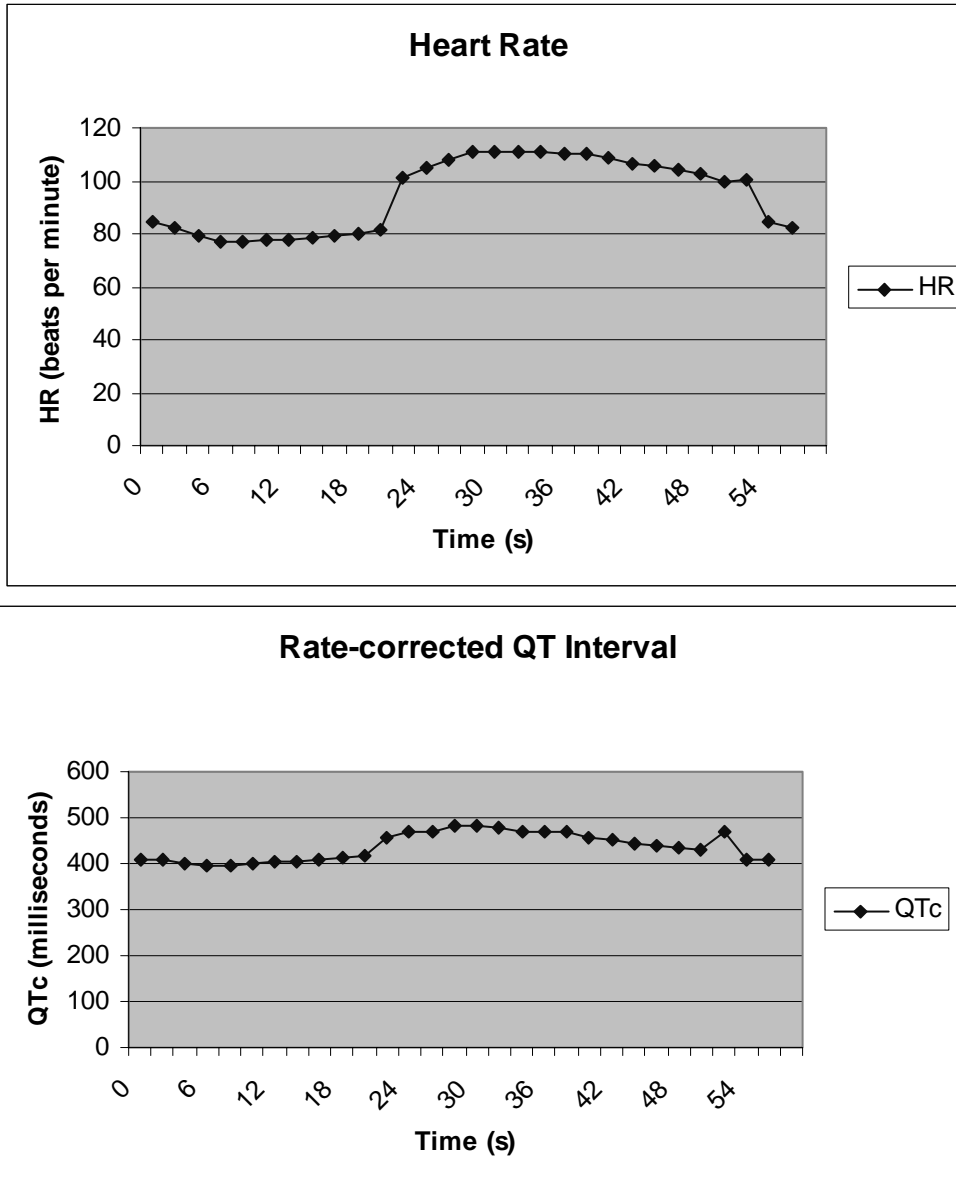 Heart Rate
120
100
80
60
40
20
0
HR (beats per minute)
0 6 12 18 24 30 36 42 48 54
Time (s)
HR
Rate-corrected QT Interval
600
500
400
300
200
100
0
QTc (milliseconds)
0 6 12 18 24 30 36 42 48 54
Time (s)
QTc